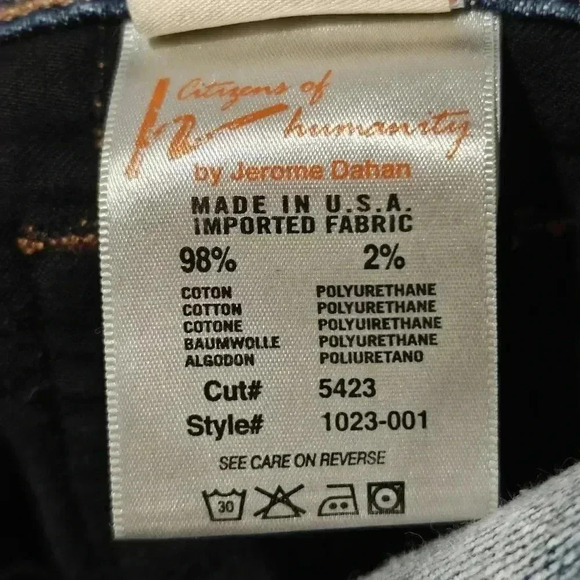 Citizens of
humanity
by Jerome Dahan
MADE IN U.S.A.
IMPORTED FABRIC
98% 2%
COTON POLYURETHANE
COTTON POLYURETHANE
COTONE POLYUIRETHANE
BAUMWOLLE POLYURETHANE
ALGODON POLIURETANO
Cut# 5423
Style# 1023-001
SEE CARE ON REVERSE
30